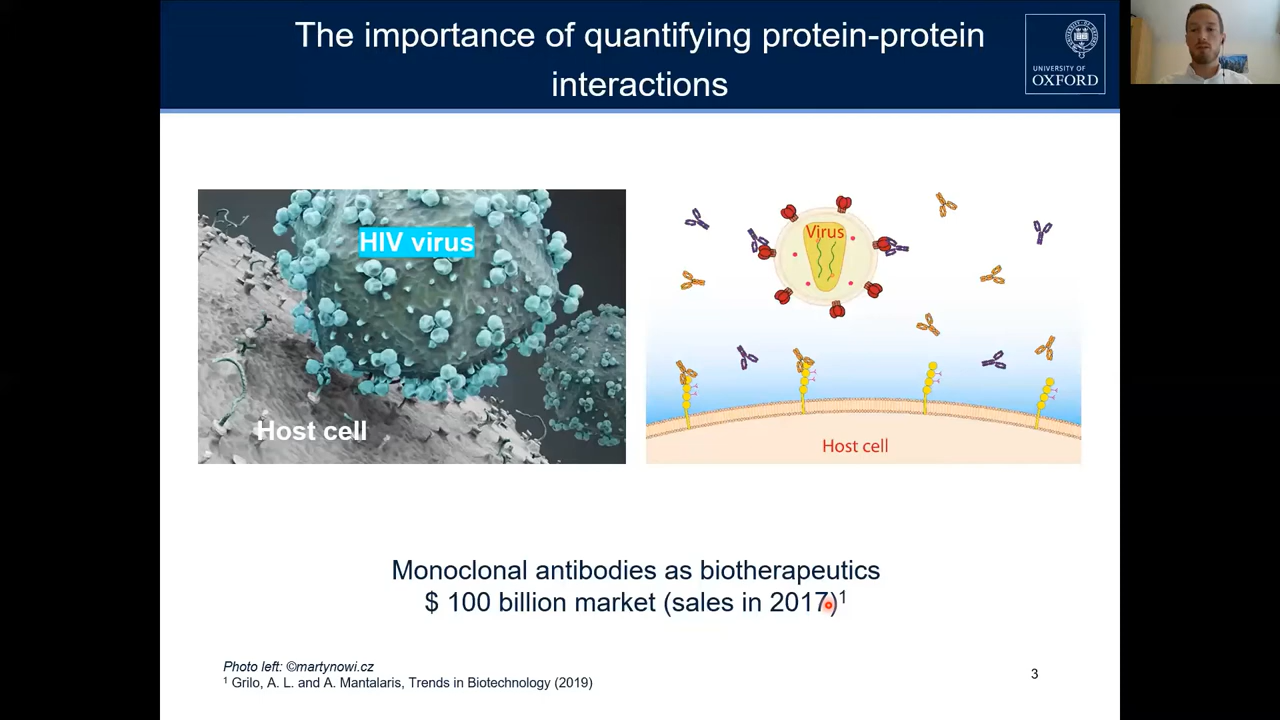 The importance of quantifying protein-protein
interactions
UNIVERSITY OF
OXFORD
HIV virus
Host cell
Virus
Host cell
Monoclonal antibodies as biotherapeutics
$ 100 billion market (sales in 2017)¹
Photo left: ©martynowi.cz
¹ Grilo, A. L. and A. Mantalaris, Trends in Biotechnology (2019)
3